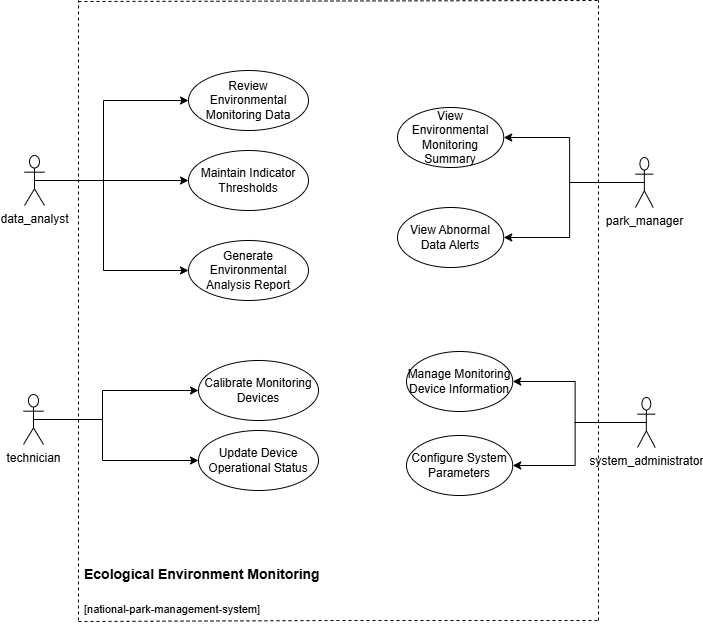 Review
Environmental
Monitoring Data
View
Environmental
Monitoring
Summary
Maintain Indicator
Thresholds
data_analyst
park_manager
View Abnormal
Data Alerts
Generate
Environmental
Analysis Report
Calibrate Monitoring
Devices
Manage Monitoring
Device Information
technician
Update Device
Operational Status
Configure System
Parameters
system_administrator
Ecological Environment Monitoring
[national-park-management-system]